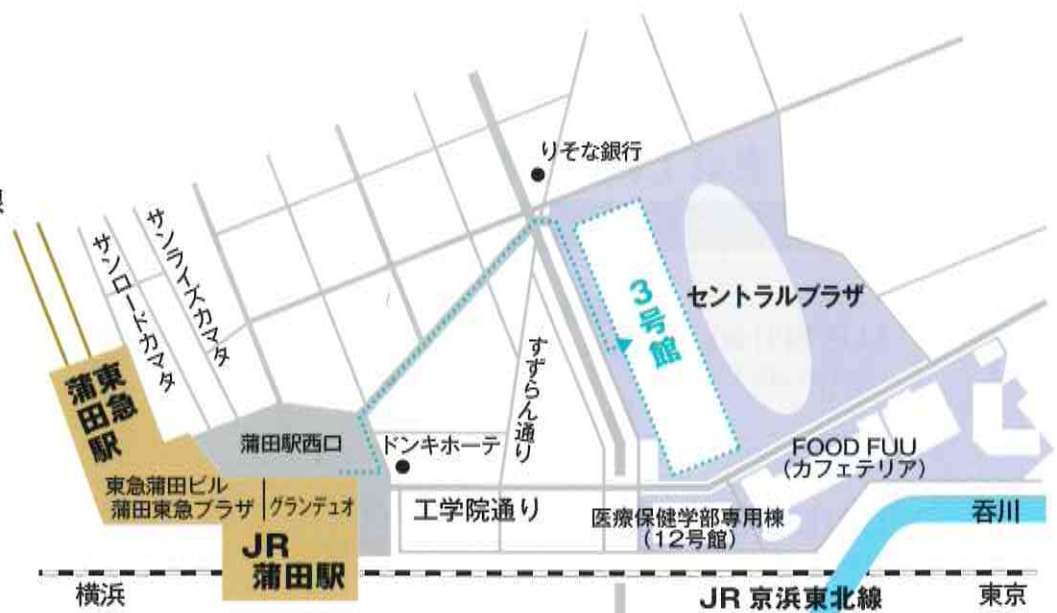 りそな銀行
サンライズカマタ
サンロードカマタ
3号館
セントラルプラザ
すずらん通り
東急
蒲田駅
蒲田駅西口
ドンキホーテ
FOOD FUU
(カフェテリア)
東急蒲田ビル
蒲田東急プラザ
グランデュオ
工学院通り
医療保健学部専用棟
(12号館)
呑川
JR
蒲田駅
横浜
JR 京浜東北線
東京